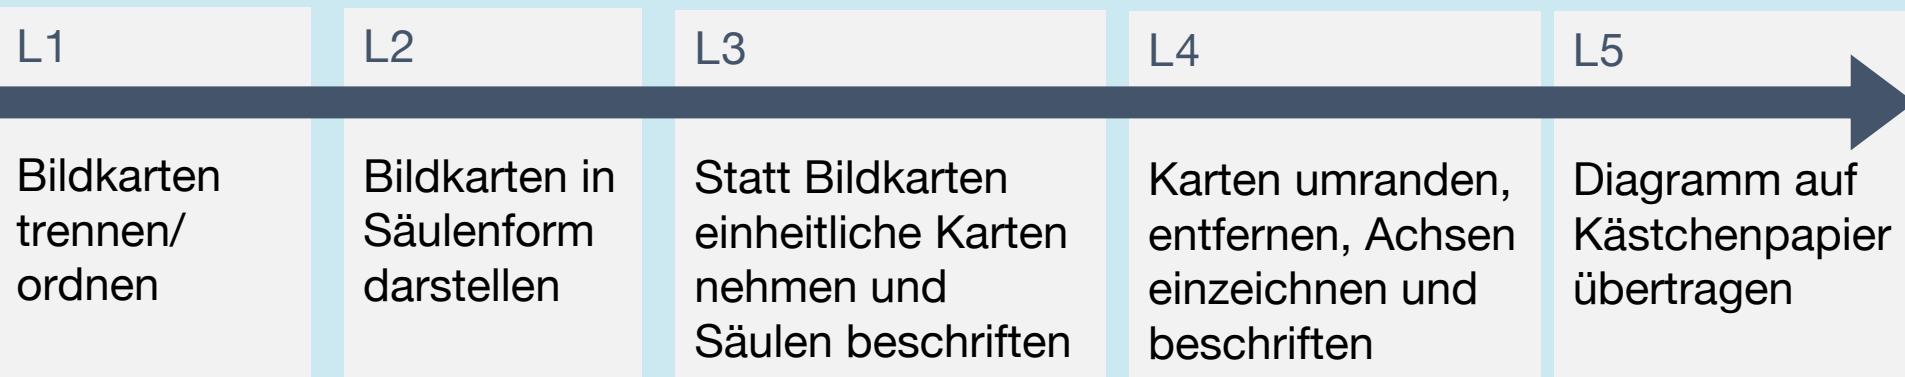 L1
Bildkarten
trennen/
ordnen
L2
Bildkarten in
Säulenform
darstellen
L3
Statt Bildkarten
einheitliche Karten
nehmen und
Säulen beschriften
L4
Karten umranden,
entfernen, Achsen
einzeichnen und
beschriften
L5
Diagramm auf
Kästchenpapier
übertragen